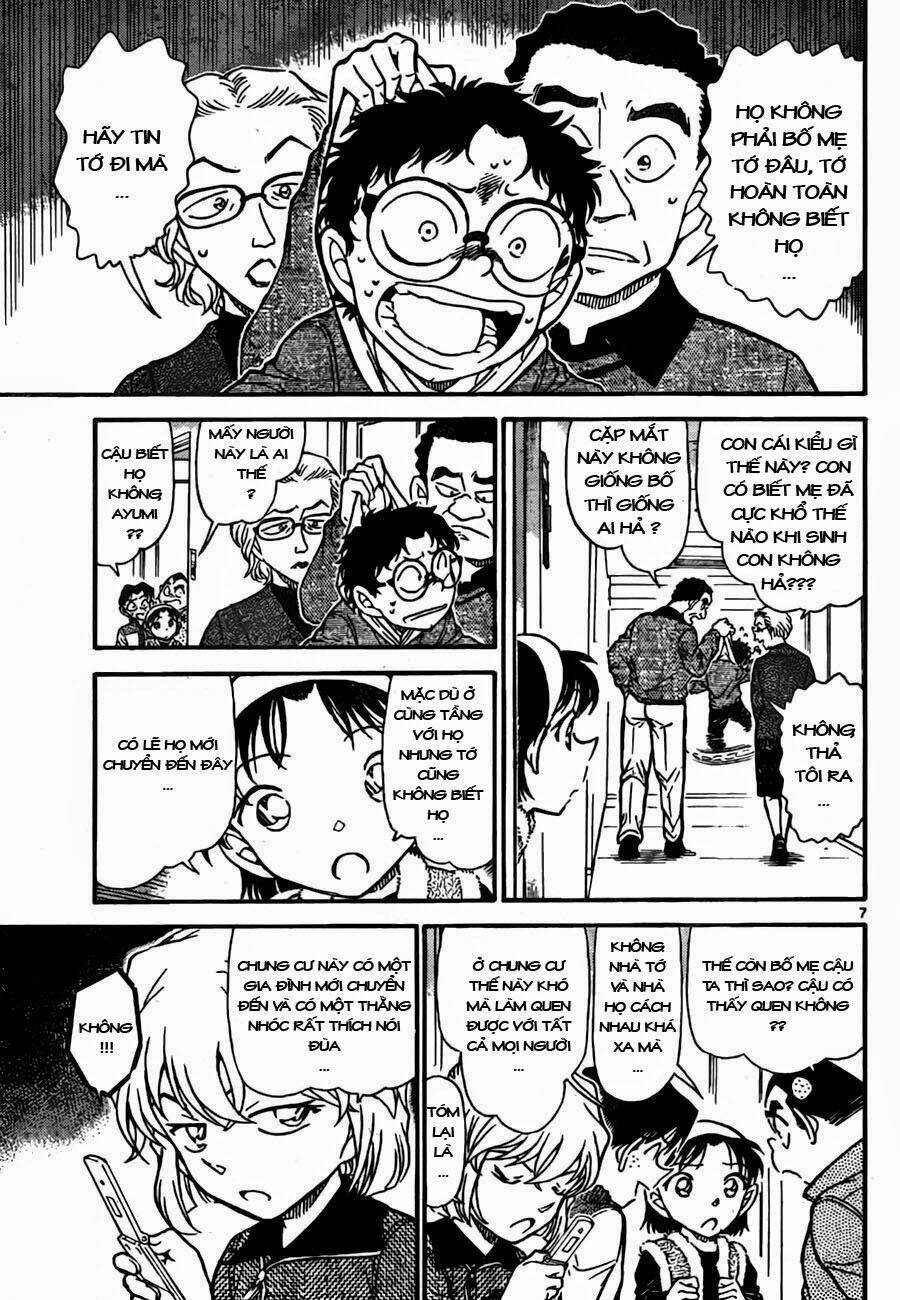 HỌ KHÔNG
PHẢI BỐ MẸ
TỚ ĐÂU, TỚ
HOÀN TOÀN
KHÔNG BIẾT
HỌ
...
HÃY TIN
TỚ ĐI MÀ
...
CON CÁI KIỂU GÌ
THẾ NÀY? CON
CÓ BIẾT MẸ ĐÃ
CỰC KHỔ THẾ
NÀO KHI SINH
CON KHÔNG
HẢ???
CẶP MẮT
NÀY KHÔNG
GIỐNG BỐ
THÌ GIỐNG
AI HẢ ?
KHÔNG,
THẢ
TÔI RA
...
MẤY NGƯỜI
NÀY LÀ AI
THẾ
?
CẬU BIẾT
HỌ
KHÔNG,
AYUMI
??
MẶC DÙ Ở
CÙNG TẦNG
VỚI HỌ
NHƯNG TỚ
CŨNG
KHÔNG BIẾT
HỌ
...
CÓ LẼ HỌ MỚI
CHUYỂN ĐẾN ĐÂY
...
7
THẾ CÒN BỐ MẸ CẬU
TA THÌ SAO? CẬU CÓ
THẤY QUEN KHÔNG
??
KHÔNG
NHÀ TỚ
VÀ NHÀ
HỌ CÁCH
NHAU KHÁ
XA MÀ
...
Ở CHUNG CƯ
THẾ NÀY KHÓ
MÀ LÀM QUEN
ĐƯỢC VỚI TẤT
CẢ MỌI NGƯỜI
...
TÓM
LẠI LÀ
...
CHUNG CƯ NÀY CÓ MỘT
GIA ĐÌNH MỚI CHUYỂN
ĐẾN VÀ CÓ MỘT THẰNG
NHÓC RẤT THÍCH NÓI
ĐÙA
...
KHÔNG
!!!